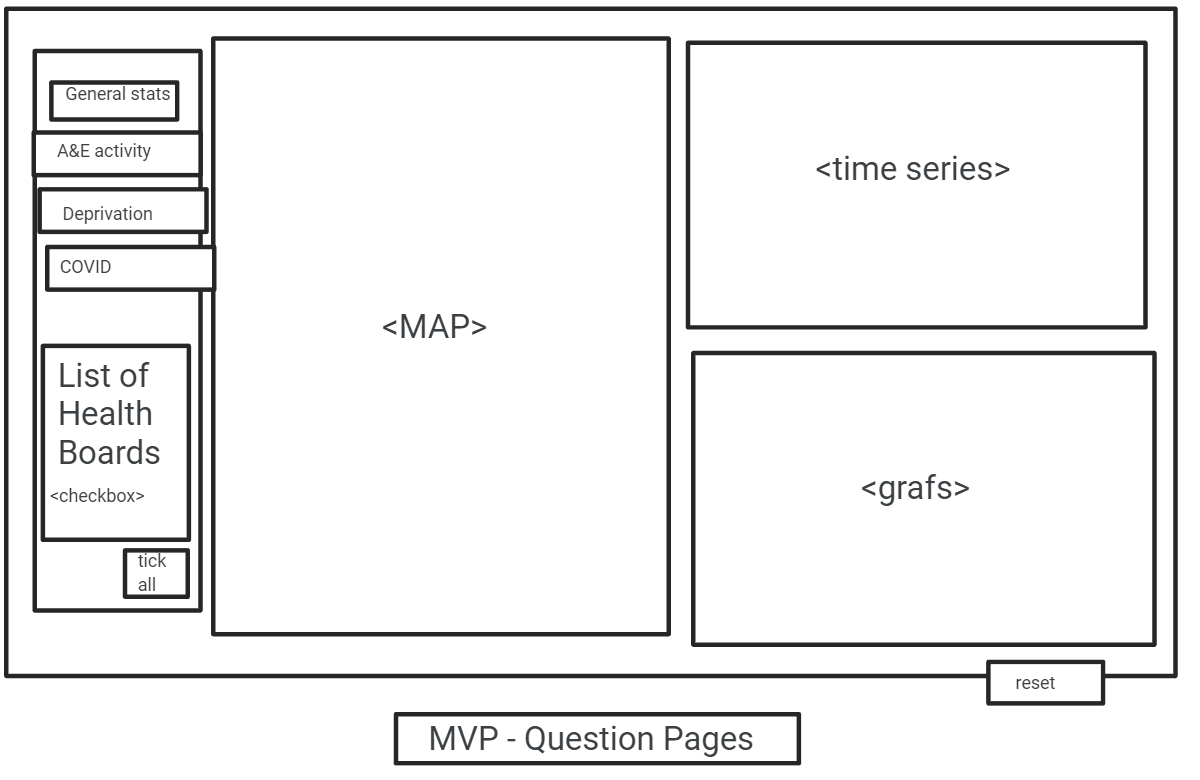 General stats
A&E activity
Deprivation
COVID
List of
Health
Boards
<checkbox>
tick
all
<MAP>
<time series>
<grafs>
reset
MVP - Question Pages